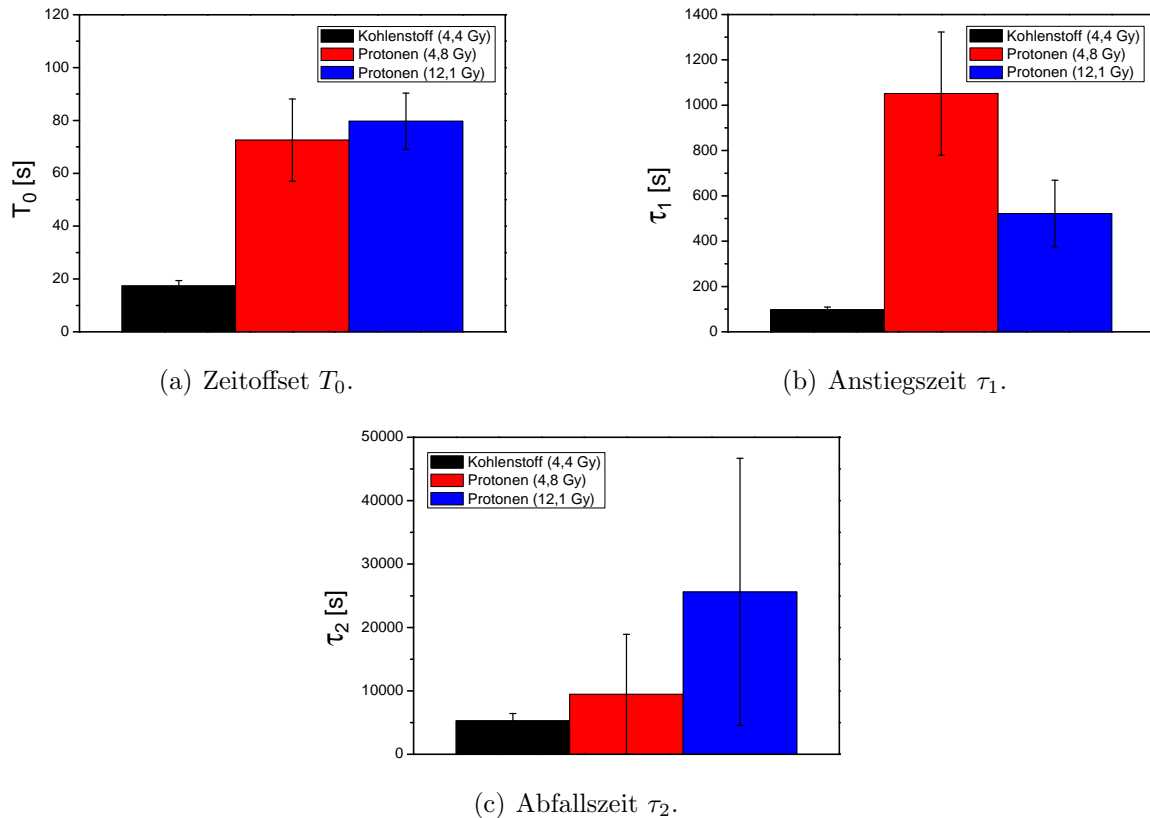 120
100
80
60
40
20
0
T₀ [s]
Kohlenstoff (4,4 Gy)
Protonen (4,8 Gy)
Protonen (12,1 Gy)
(a) Zeitoffset T₀.
1400
1200
1000
800
600
400
200
0
τ₁ [s]
Kohlenstoff (4,4 Gy)
Protonen (4,8 Gy)
Protonen (12,1 Gy)
(b) Anstiegszeit τ₁.
50000
40000
30000
20000
10000
0
τ₂ [s]
Kohlenstoff (4,4 Gy)
Protonen (4,8 Gy)
Protonen (12,1 Gy)
(c) Abfallszeit τ₂.